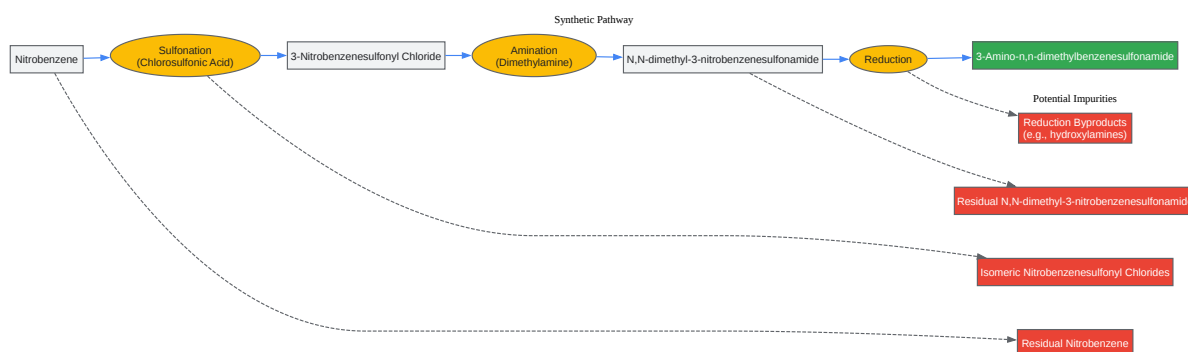 Synthetic Pathway
Nitrobenzene
Sulfonation
(Chlorosulfonic Acid)
3-Nitrobenzenesulfonyl Chloride
Amination
(Dimethylamine)
N,N-dimethyl-3-nitrobenzenesulfonamide
Reduction
3-Amino-n,n-dimethylbenzenesulfonamide
Potential Impurities
Reduction Byproducts
(e.g., hydroxylamines)
Residual N,N-dimethyl-3-nitrobenzenesulfonamide
Isomeric Nitrobenzenesulfonyl Chlorides
Residual Nitrobenzene